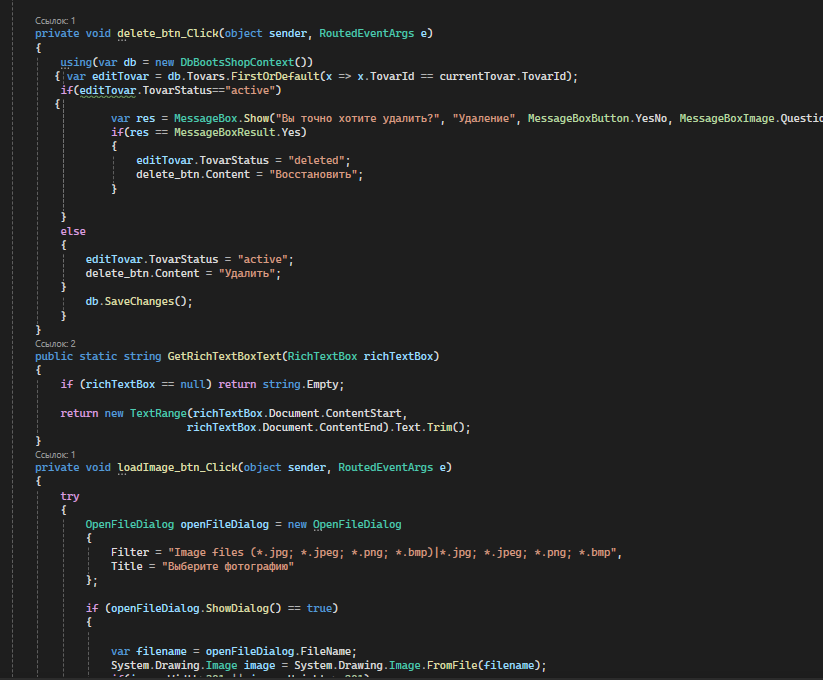 Ссылок: 1
private void delete_btn_Click(object sender, RoutedEventArgs e)
{
using(var db = new DbBootsShopContext())
{ var editTovar = db.Tovars.FirstOrDefault(x => x.TovarId == currentTovar.TovarId);
if(editTovar.TovarStatus=="active")
{
var res = MessageBox.Show("Вы точно хотите удалить?", "Удаление", MessageBoxButton.YesNo, MessageBoxImage.Questio
if(res == MessageBoxResult.Yes)
{
editTovar.TovarStatus = "deleted";
delete_btn.Content = "Восстановить";
}
}
else
{
editTovar.TovarStatus = "active";
delete_btn.Content = "Удалить";
}
db.SaveChanges();
}
}
Ссылок: 2
public static string GetRichTextBoxText(RichTextBox richTextBox)
{
if (richTextBox == null) return string.Empty;
return new TextRange(richTextBox.Document.ContentStart,
richTextBox.Document.ContentEnd).Text.Trim();
}
Ссылок: 1
private void loadImage_btn_Click(object sender, RoutedEventArgs e)
{
try
{
OpenFileDialog openFileDialog = new OpenFileDialog
{
Filter = "Image files (*.jpg; *.jpeg; *.png; *.bmp)|*.jpg; *.jpeg; *.png; *.bmp",
Title = "Выберите фотографию"
};
if (openFileDialog.ShowDialog() == true)
{
var filename = openFileDialog.FileName;
System.Drawing.Image image = System.Drawing.Image.FromFile(filename);